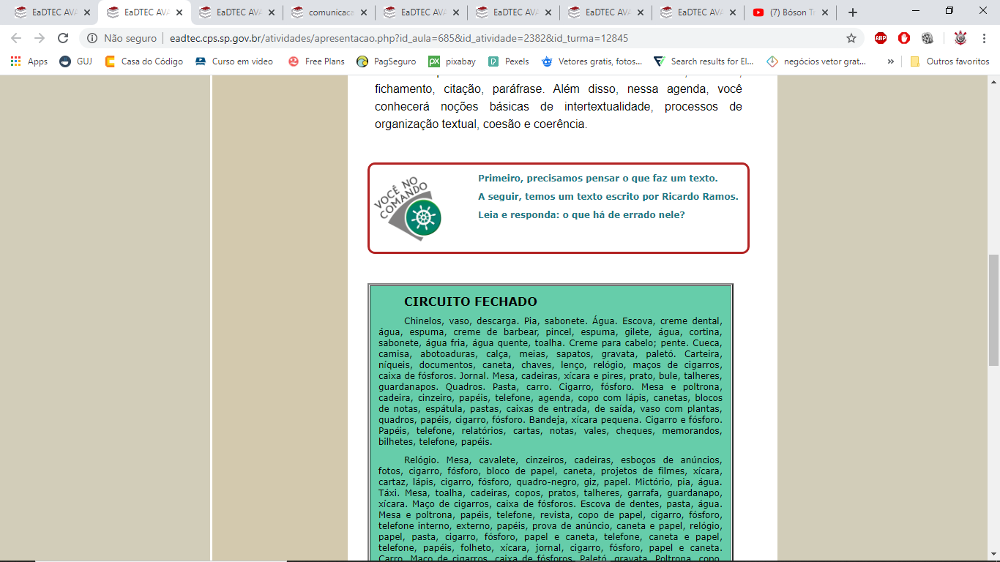 EaDTEC AVA
EaDTEC AVA
EaDTEC AVA
comunicaca
EaDTEC AVA
EaDTEC AVA
EaDTEC AVA
EaDTEC AVA
(7) Bóson Tr
Não seguro
eadtec.cps.sp.gov.br/atividades/apresentacao.php?id_aula=685&id_atividade=2382&id_turma=12845
ABP
Apps
GUJ
Casa do Código
Curso em video
Free Plans
PagSeguro
px pixabay
Pexels
Vetores gratis, fotos...
Search results for El...
negócios vetor grat...
»
Outros favoritos
fichamento, citação, paráfrase. Além disso, nessa agenda, você
conhecerá noções básicas de intertextualidade, processos de
organização textual, coesão e coerência.
VOCÊ NO
COMANDO
Primeiro, precisamos pensar o que faz um texto.
A seguir, temos um texto escrito por Ricardo Ramos.
Leia e responda: o que há de errado nele?
CIRCUITO FECHADO
Chinelos, vaso, descarga. Pia, sabonete. Água. Escova, creme dental,
água, espuma, creme de barbear, pincel, espuma, gilete, água, cortina,
sabonete, água fria, água quente, toalha. Creme para cabelo; pente. Cueca,
camisa, abotoaduras, calça, meias, sapatos, gravata, paletó. Carteira,
níqueis, documentos, caneta, chaves, lenço, relógio, maços de cigarros,
caixa de fósforos. Jornal. Mesa, cadeiras, xícara e pires, prato, bule, talheres,
guardanapos. Quadros. Pasta, carro. Cigarro, fósforo. Mesa e poltrona,
cadeira, cinzeiro, papéis, telefone, agenda, copo com lápis, canetas, blocos
de notas, espátula, pastas, caixas de entrada, de saída, vaso com plantas,
quadros, papéis, cigarro, fósforo. Bandeja, xícara pequena. Cigarro e fósforo.
Papéis, telefone, relatórios, cartas, notas, vales, cheques, memorandos,
bilhetes, telefone, papéis.
Relógio. Mesa, cavalete, cinzeiros, cadeiras, esboços de anúncios,
fotos, cigarro, fósforo, bloco de papel, caneta, projetos de filmes, xícara,
cartaz, lápis, cigarro, fósforo, quadro-negro, giz, papel. Mictório, pia, água.
Táxi. Mesa, toalha, cadeiras, copos, pratos, talheres, garrafa, guardanapo,
xícara. Maço de cigarros, caixa de fósforos. Escova de dentes, pasta, água.
Mesa e poltrona, papéis, telefone, revista, copo de papel, cigarro, fósforo,
telefone interno, externo, papéis, prova de anúncio, caneta e papel, relógio,
papel, pasta, cigarro, fósforo, papel e caneta, telefone, caneta e papel,
telefone, papéis, folheto, xícara, jornal, cigarro, fósforo, papel e caneta.
Carro. Maço de cigarros, caixa de fósforos. Paletó, gravata. Poltrona, copo,